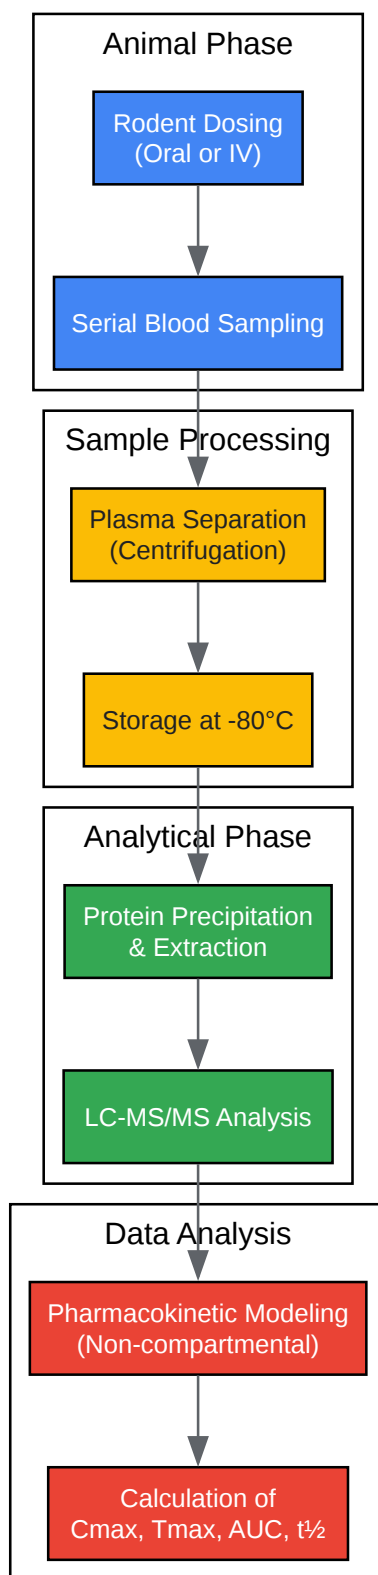 Animal Phase
Rodent Dosing
(Oral or IV)
Serial Blood Sampling
Sample Processing
Plasma Separation
(Centrifugation)
Storage at -80°C
Analytical Phase
Protein Precipitation
& Extraction
LC-MS/MS Analysis
Data Analysis
Pharmacokinetic Modeling
(Non-compartmental)
Calculation of
Cmax, Tmax, AUC, t½